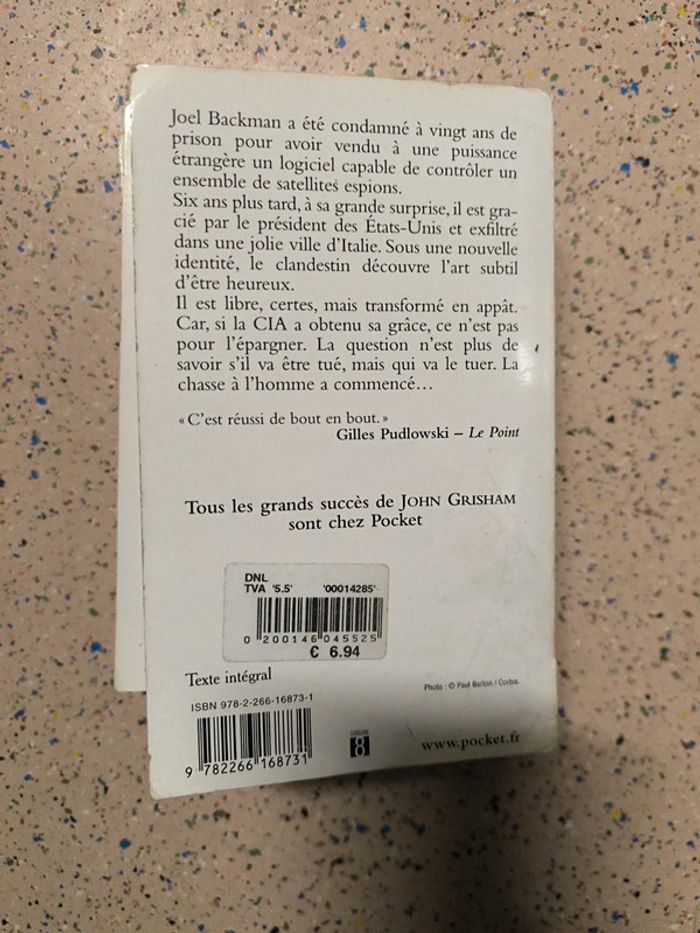 Joel Backman a été condamné à vingt ans de
prison pour avoir vendu à une puissance
étrangère un logiciel capable de contrôler un
ensemble de satellites espions.
Six ans plus tard, à sa grande surprise, il est gra-
cié par le président des États-Unis et exfiltré
dans une jolie ville d'Italie. Sous une nouvelle
identité, le clandestin découvre l'art subtil
d'être heureux.
Il est libre, certes, mais transformé en appât.
Car, si la CIA a obtenu sa grâce, ce n'est pas
pour l'épargner. La question n'est plus de
savoir s'il va être tué, mais qui va le tuer. La
chasse à l'homme a commencé…
« C'est réussi de bout en bout. »
Gilles Pudlowski – Le Point
Tous les grands succès de JOHN GRISHAM
sont chez Pocket
DNL
TVA '5.5' '00014285'
0 200146 045525
€ 6.94
Texte intégral
Photo : © Paul Barton / Corbis.
ISBN 978-2-266-16873-1
9 782266 168731
8
www.pocket.fr